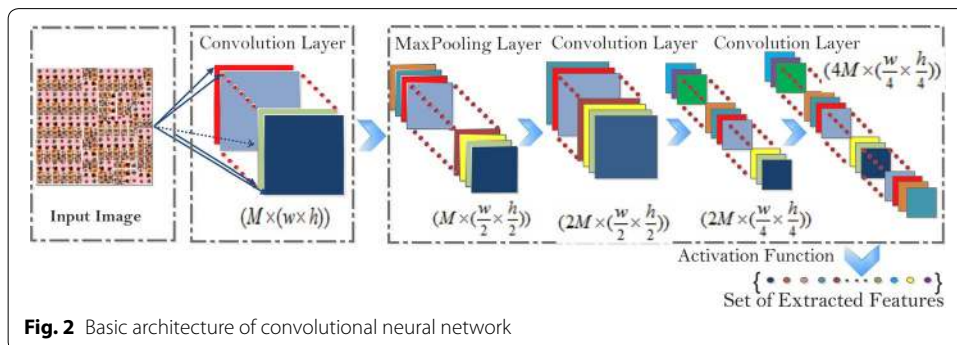 Convolution Layer
MaxPooling Layer Convolution Layer Convolution Layer
(4M×(w/4×h/4))
Input Image
(M×(w×h))
(M×(w/2×h/2))
(2M×(w/2×h/2))
(2M×(w/4×h/4))
Activation Function
{ }
Set of Extracted Features
Fig. 2 Basic architecture of convolutional neural network